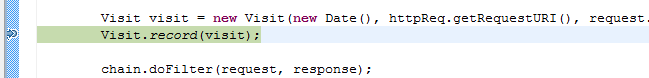 Visit visit = new Visit(new Date(), httpReq.getRequestURI(), request.
Visit.record(visit);
chain.doFilter(request, response);